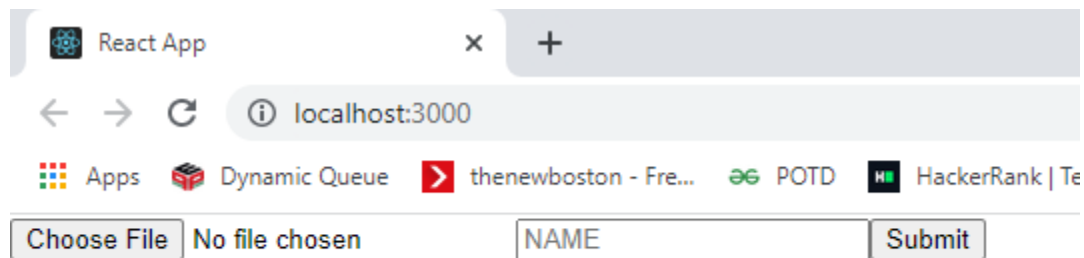 React App
localhost:3000
Apps Dynamic Queue thenewboston - Fre... POTD HackerRank | Te
Choose File No file chosen NAME Submit